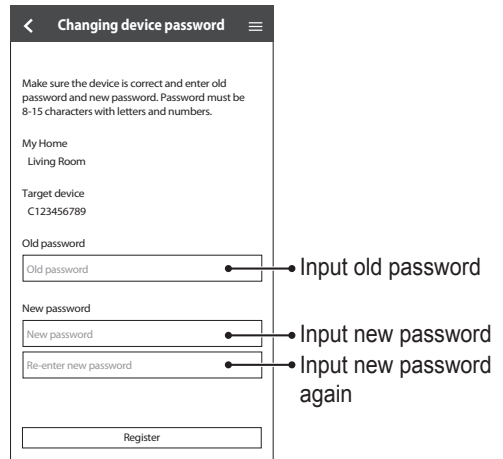 Changing device password
Make sure the device is correct and enter old
password and new password. Password must be
8-15 characters with letters and numbers.
My Home
Living Room
Target device
C123456789
Old password
Old password
Input old password
New password
New password
Input new password
Re-enter new password
Input new password
again
Register